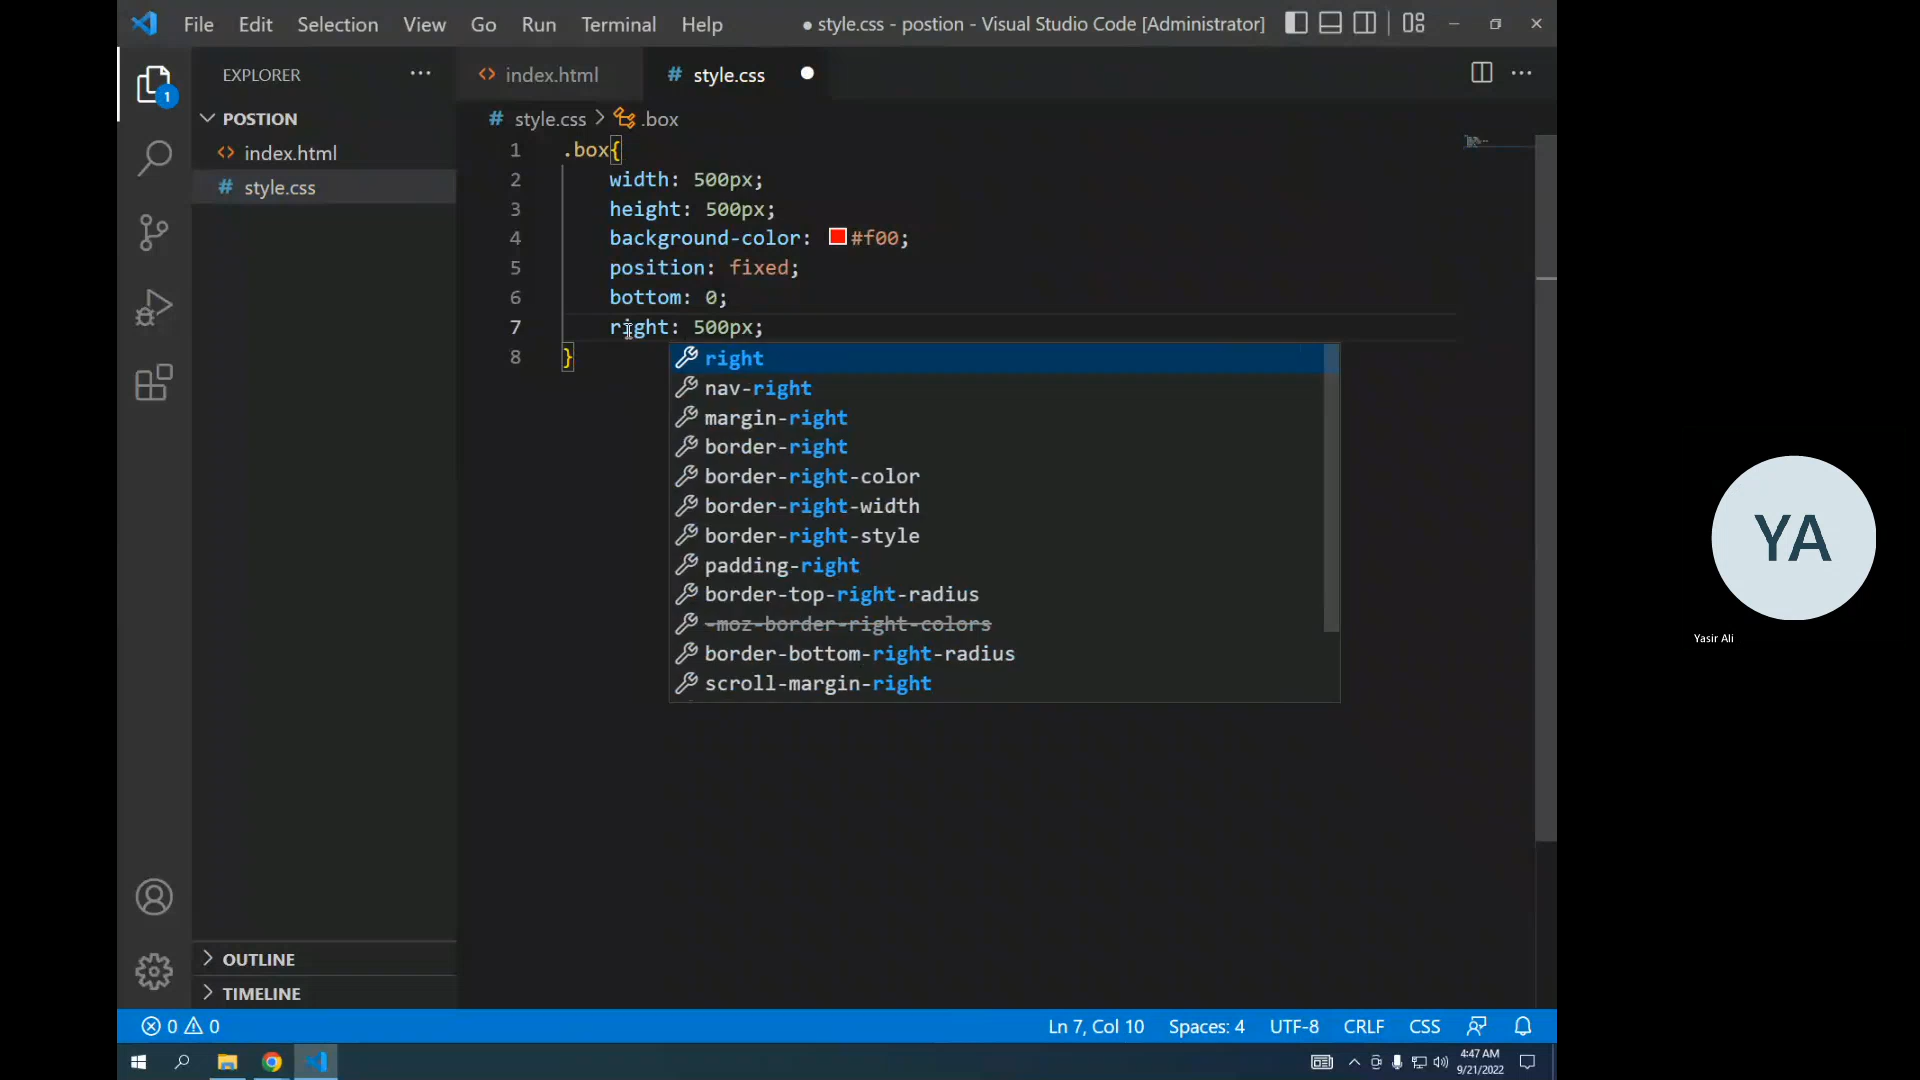 File Edit Selection View Go Run Terminal Help ● style.css - postion - Visual Studio Code [Administrator]
EXPLORER
index.html
style.css
1
POSTION
index.html
style.css
style.css > .box
1 .box{
2 width: 500px;
3 height: 500px;
4 background-color: #f00;
5 position: fixed;
6 bottom: 0;
7 right: 500px;
8 }
right
nav-right
margin-right
border-right
border-right-color
border-right-width
border-right-style
padding-right
border-top-right-radius
-moz-border-right-colors
border-bottom-right-radius
scroll-margin-right
YA
Yasir Ali
OUTLINE
TIMELINE
0 0 Ln 7, Col 10 Spaces: 4 UTF-8 CRLF CSS
4:47 AM
9/21/2022